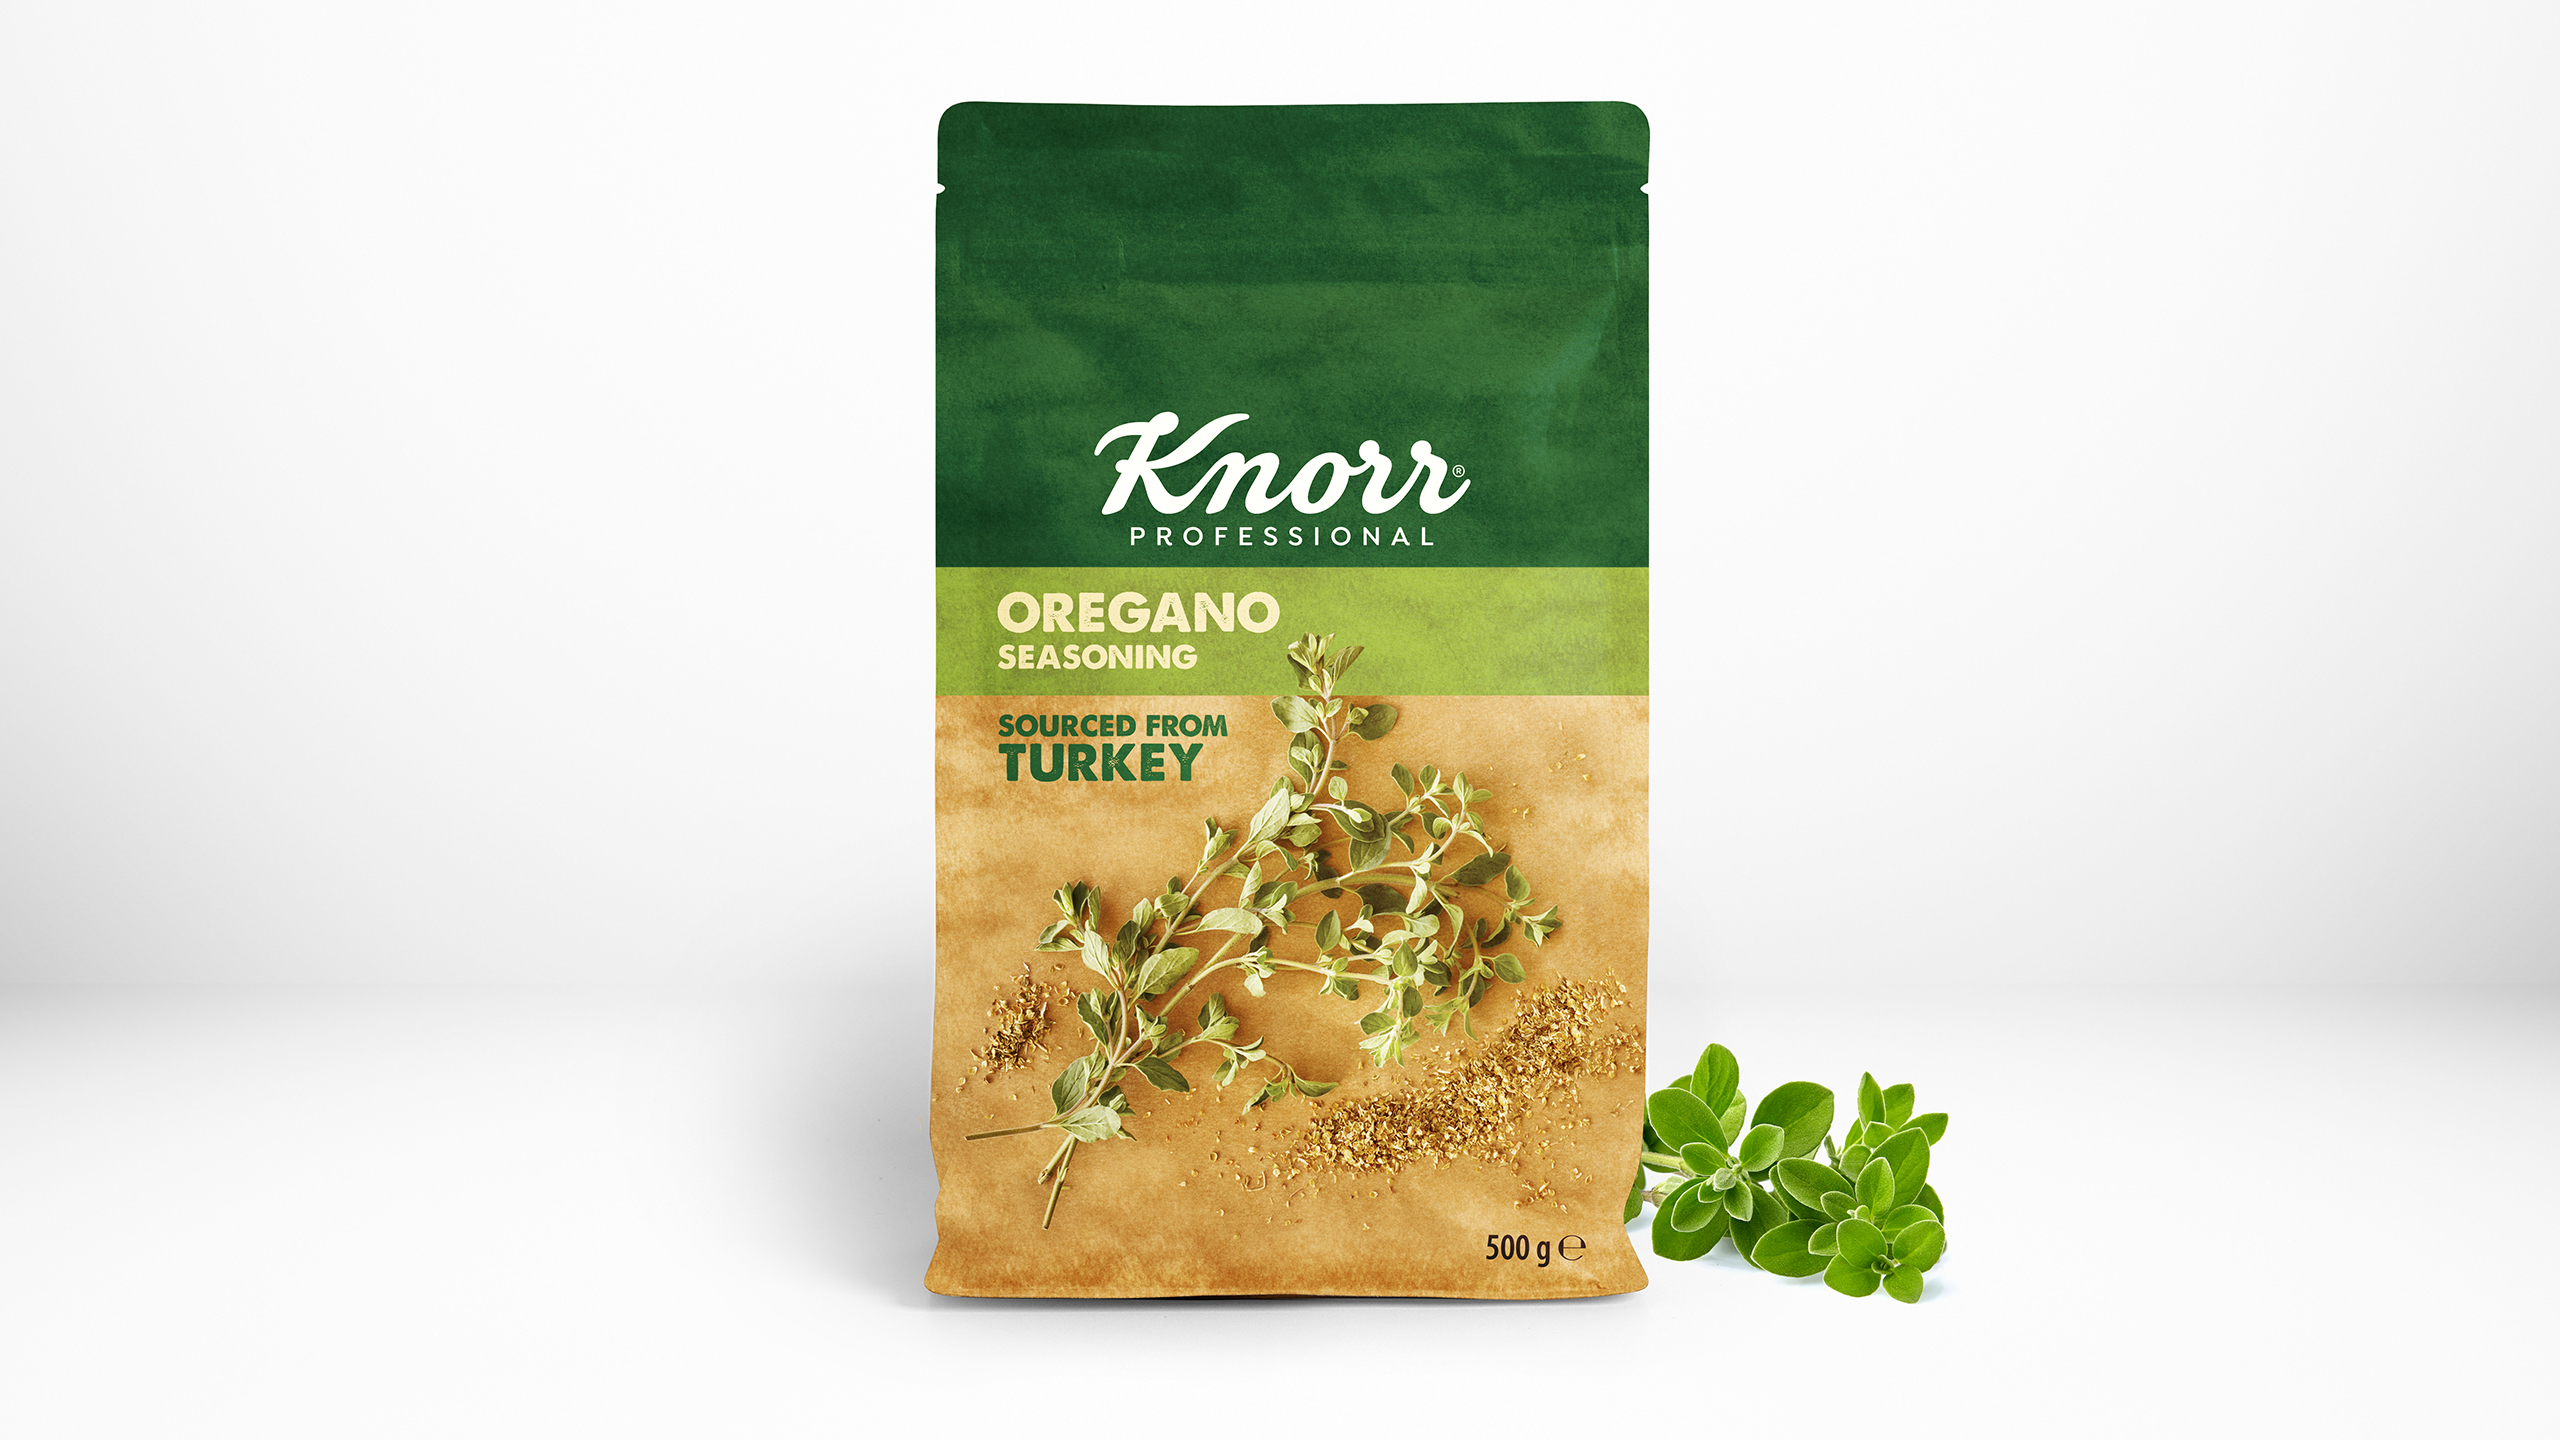 Knorr®
PROFESSIONAL
OREGANO
SEASONING
SOURCED FROM
TURKEY
500 g ℮